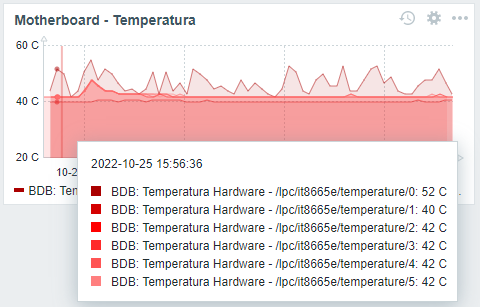 Motherboard - Temperatura
60 C
40 C
20 C
10-2
BDB: Ten
2022-10-25 15:56:36
BDB: Temperatura Hardware - /lpc/it8665e/temperature/0: 52 C
BDB: Temperatura Hardware - /lpc/it8665e/temperature/1: 40 C
BDB: Temperatura Hardware - /lpc/it8665e/temperature/2: 42 C
BDB: Temperatura Hardware - /lpc/it8665e/temperature/3: 42 C
BDB: Temperatura Hardware - /lpc/it8665e/temperature/4: 42 C
BDB: Temperatura Hardware - /lpc/it8665e/temperature/5: 42 C